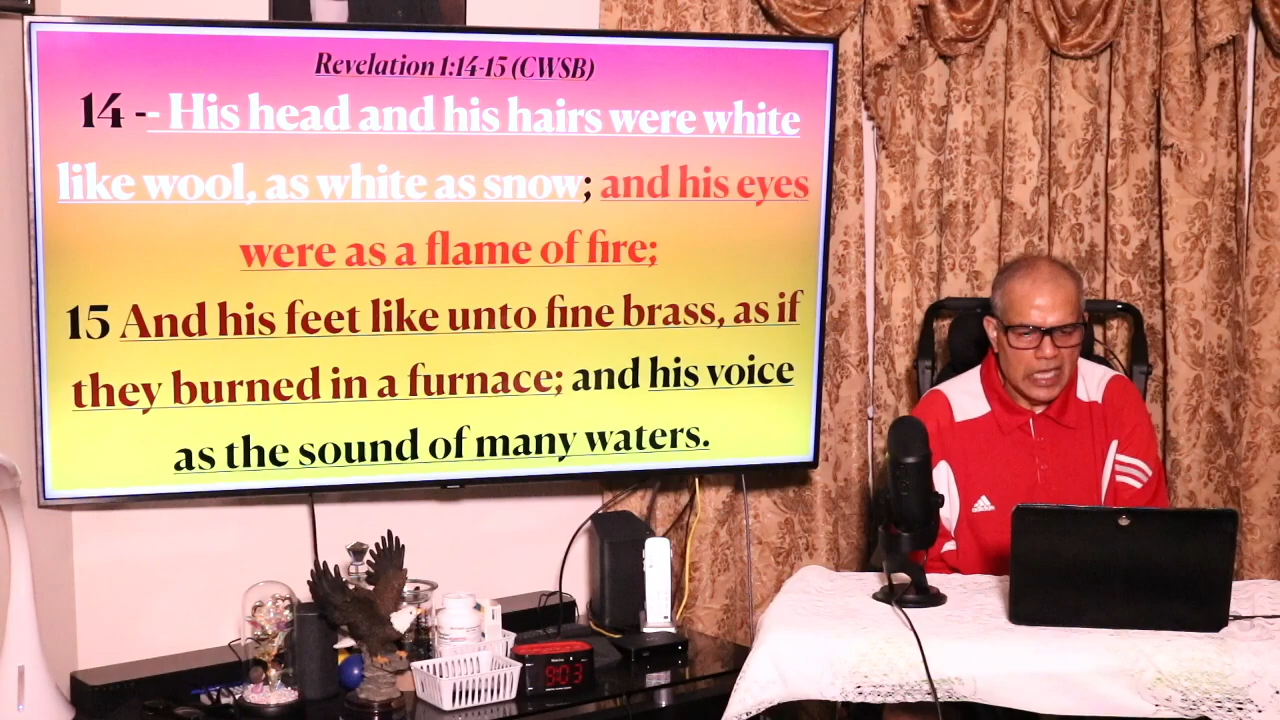 Revelation 1:14-15 (CWSB)
14 -- His head and his hairs were white
like wool, as white as snow; and his eyes
were as a flame of fire;
15 And his feet like unto fine brass, as if
they burned in a furnace; and his voice
as the sound of many waters.
adidas
9:03